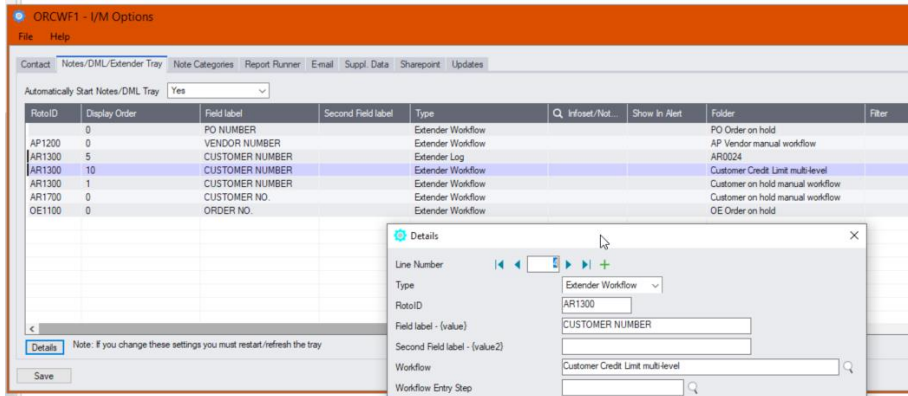 ORCWF1 - I/M Options
File Help
Contact Notes/DML/Extender Tray Note Categories Report Runner E-mail Suppl. Data Sharepoint Updates
Automatically Start Notes/DML Tray Yes
RotoID Display Order Field label Second Field label Type Infoset/Not... Show In Alert Folder Filter
0 PO NUMBER Extender Workflow PO Order on hold
AP1200 0 VENDOR NUMBER Extender Workflow AP Vendor manual workflow
AR1300 5 CUSTOMER NUMBER Extender Log AR0024
AR1300 10 CUSTOMER NUMBER Extender Workflow Customer Credit Limit multi-level
AR1300 1 CUSTOMER NUMBER Extender Workflow Customer on hold manual workflow
AR1700 0 CUSTOMER NO. Extender Workflow Customer on hold manual workflow
OE1100 0 ORDER NO. Extender Workflow OE Order on hold
Details
Line Number 4
Type Extender Workflow
RotoID AR1300
Field label - {value} CUSTOMER NUMBER
Second Field label - {value2}
Workflow Customer Credit Limit multi-level
Workflow Entry Step
Details Note: If you change these settings you must restart/refresh the tray
Save